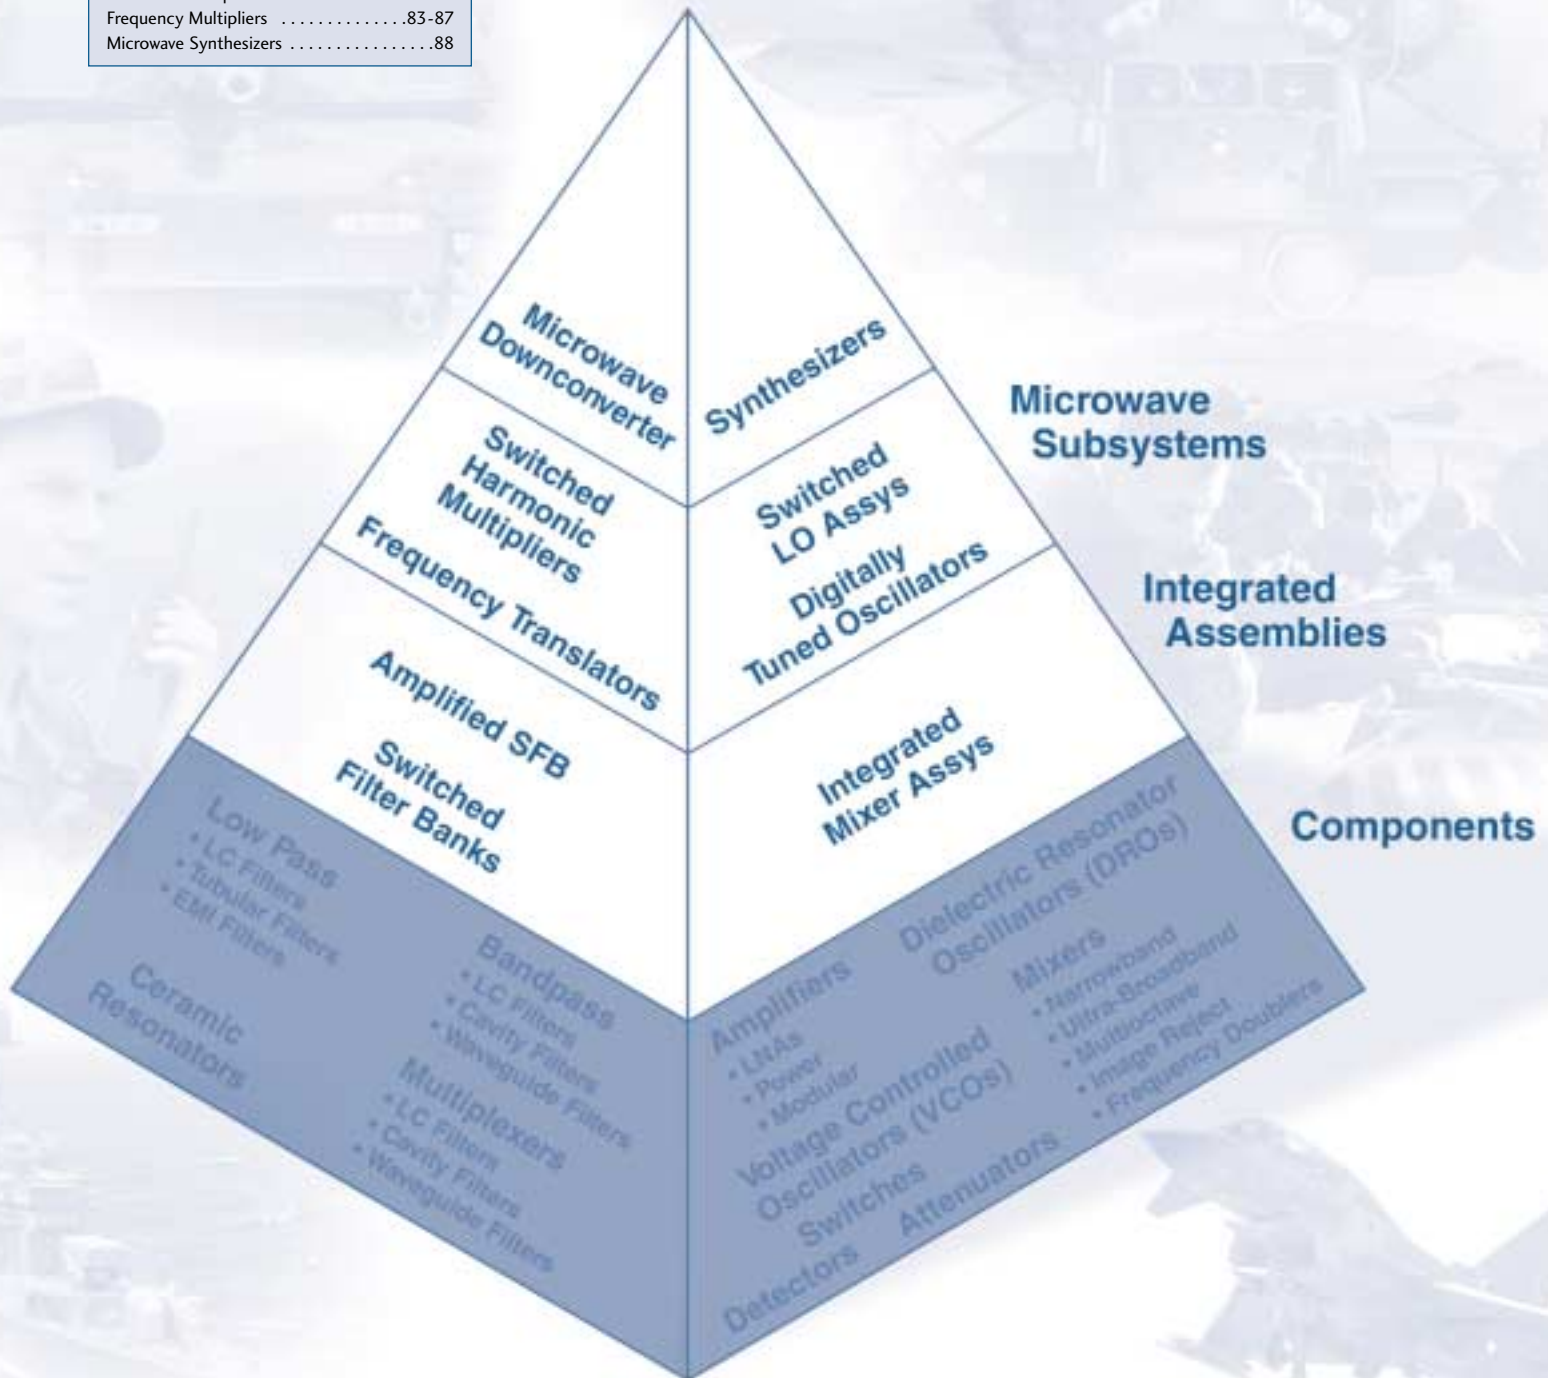 Frequency Multipliers . . . . . . . . . . . . . .83-87
Microwave Synthesizers . . . . . . . . . . . . . . . .88
Microwave
Downconverter
Synthesizers
Microwave
Subsystems
Switched
Harmonic
Multipliers
Frequency Translators
Switched
LO Assys
Digitally
Tuned Oscillators
Integrated
Assemblies
Amplified SFB
Switched
Filter Banks
Integrated
Mixer Assys
Components
Low Pass
• LC Filters
• Tubular Filters
• EMI Filters
Ceramic
Resonators
Bandpass
• LC Filters
• Cavity Filters
• Waveguide Filters
Multiplexers
• LC Filters
• Cavity Filters
• Waveguide Filters
Dielectric Resonator
Oscillators (DROs)
Amplifiers
• LNAs
• Power
• Modular
Mixers
• Narrowband
• Ultra-Broadband
• Multioctave
• Image Reject
• Frequency Doublers
Voltage Controlled
Oscillators (VCOs)
Switches
Attenuators
Detectors